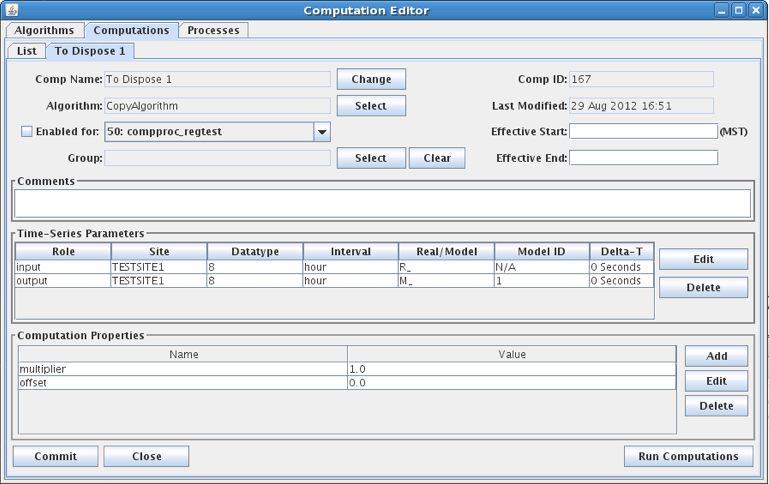 Computation Editor
Algorithms Computations Processes
List To Dispose 1
Comp Name: To Dispose 1 Change Comp ID: 167
Algorithm: CopyAlgorithm Select Last Modified: 29 Aug 2012 16:51
Enabled for: 50: compproc_regtest Effective Start: (MST)
Group: Select Clear Effective End:
Comments
Time-Series Parameters
Role Site Datatype Interval Real/Model Model ID Delta-T
input TESTSITE1 8 hour R_ N/A 0 Seconds
output TESTSITE1 8 hour M_ 1 0 Seconds
Edit
Delete
Computation Properties
Name Value
multiplier 1.0
offset 0.0
Add
Edit
Delete
Commit Close Run Computations